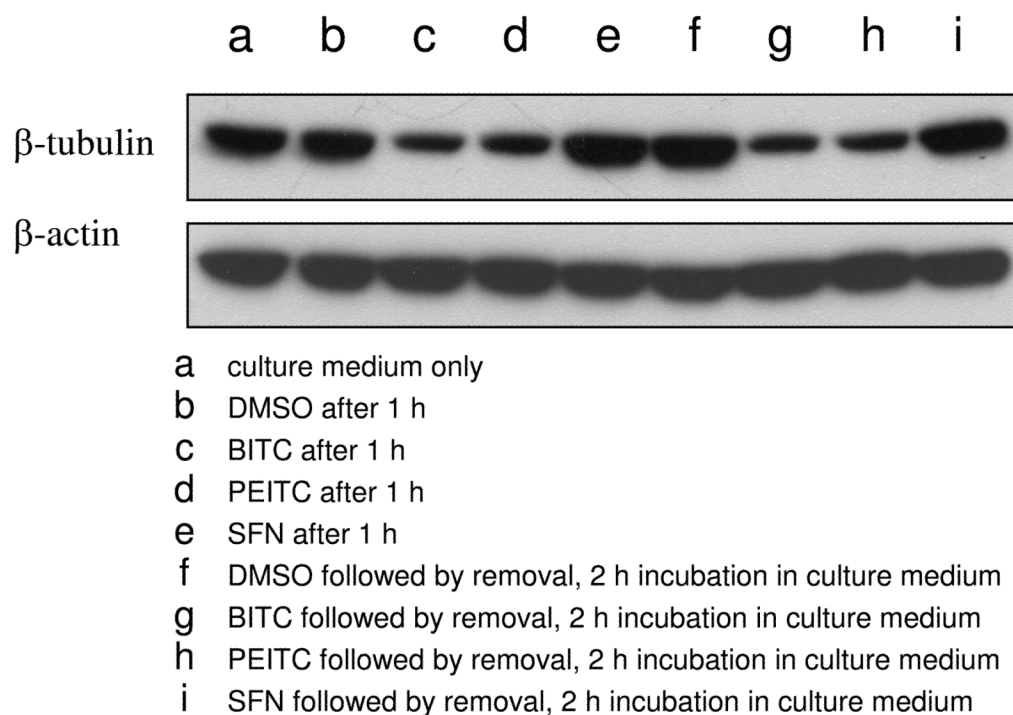 a b c d e f g h i
β-tubulin
β-actin
a culture medium only
b DMSO after 1 h
c BITC after 1 h
d PEITC after 1 h
e SFN after 1 h
f DMSO followed by removal, 2 h incubation in culture medium
g BITC followed by removal, 2 h incubation in culture medium
h PEITC followed by removal, 2 h incubation in culture medium
i SFN followed by removal, 2 h incubation in culture medium